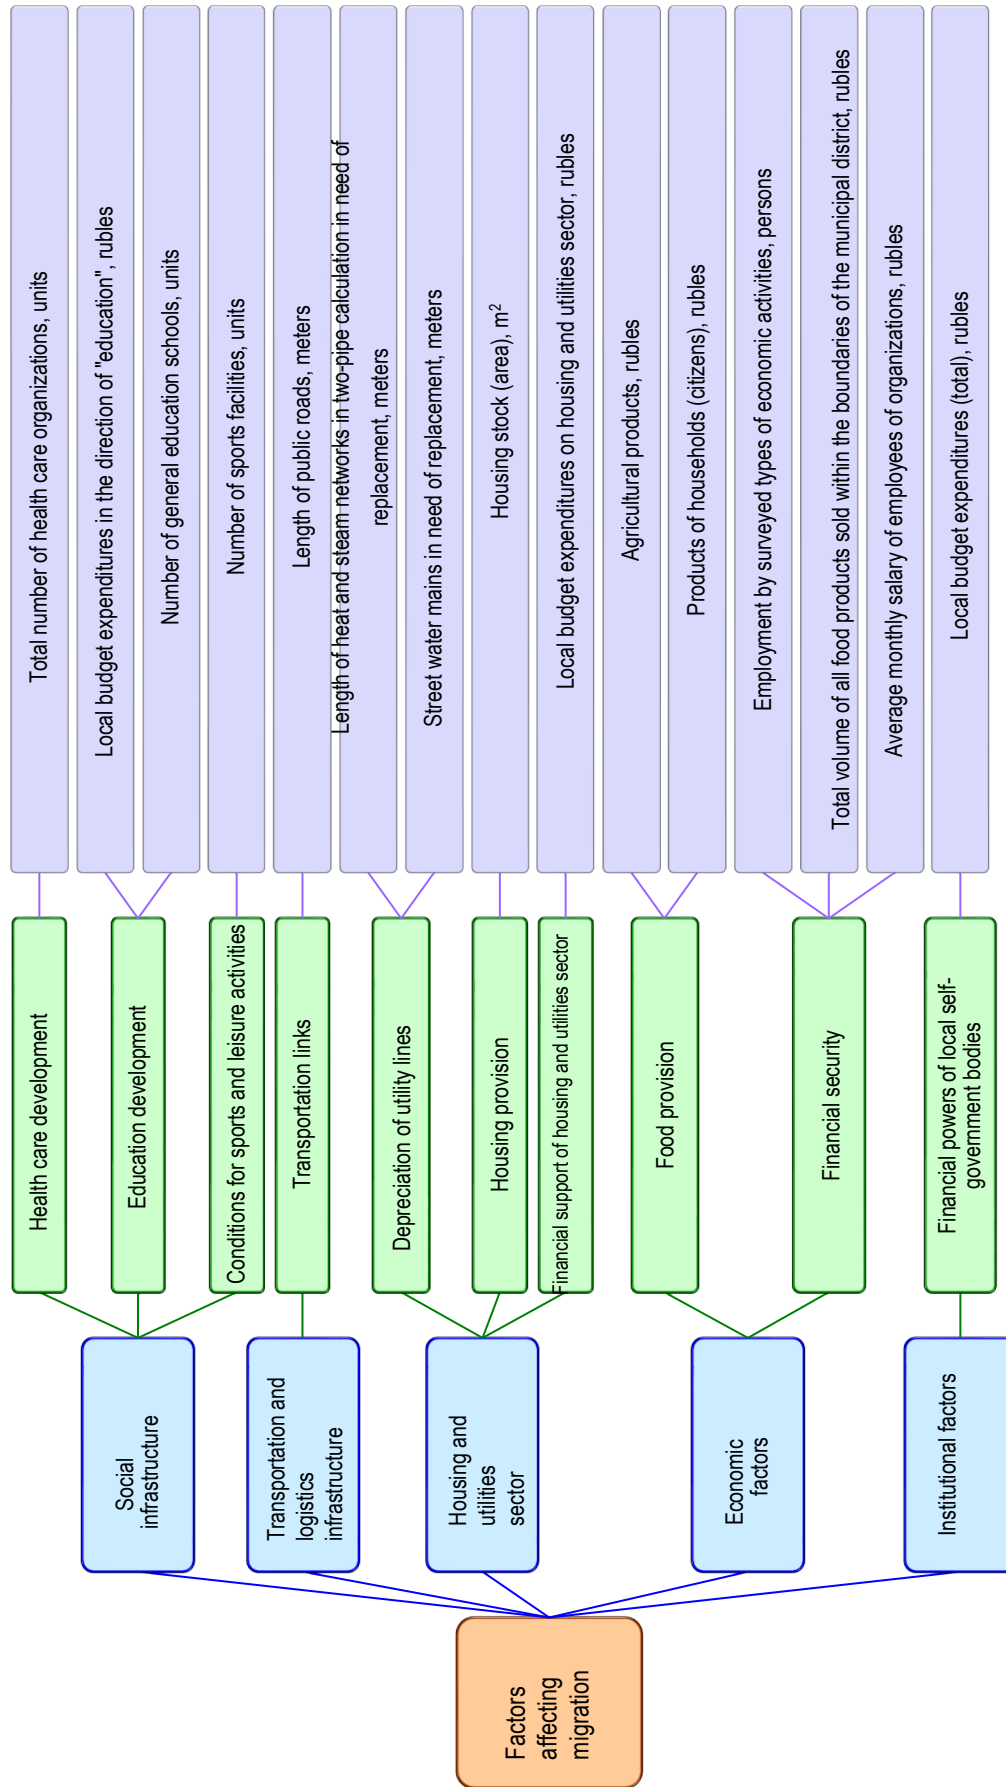 Factors
affecting
migration
Social
infrastructure
Transportation and
logistics
infrastructure
Housing and
utilities
sector
Economic
factors
Institutional factors
Health care development
Education development
Conditions for sports and leisure activities
Transportation links
Depreciation of utility lines
Housing provision
Financial support of housing and utilities sector
Food provision
Financial security
Financial powers of local self-
government bodies
Total number of health care organizations, units
Local budget expenditures in the direction of "education", rubles
Number of general education schools, units
Number of sports facilities, units
Length of public roads, meters
Length of heat and steam networks in two-pipe calculation in need of
replacement, meters
Street water mains in need of replacement, meters
Housing stock (area), m²
Local budget expenditures on housing and utilities sector, rubles
Agricultural products, rubles
Products of households (citizens), rubles
Employment by surveyed types of economic activities, persons
Total volume of all food products sold within the boundaries of the municipal district, rubles
Average monthly salary of employees of organizations, rubles
Local budget expenditures (total), rubles